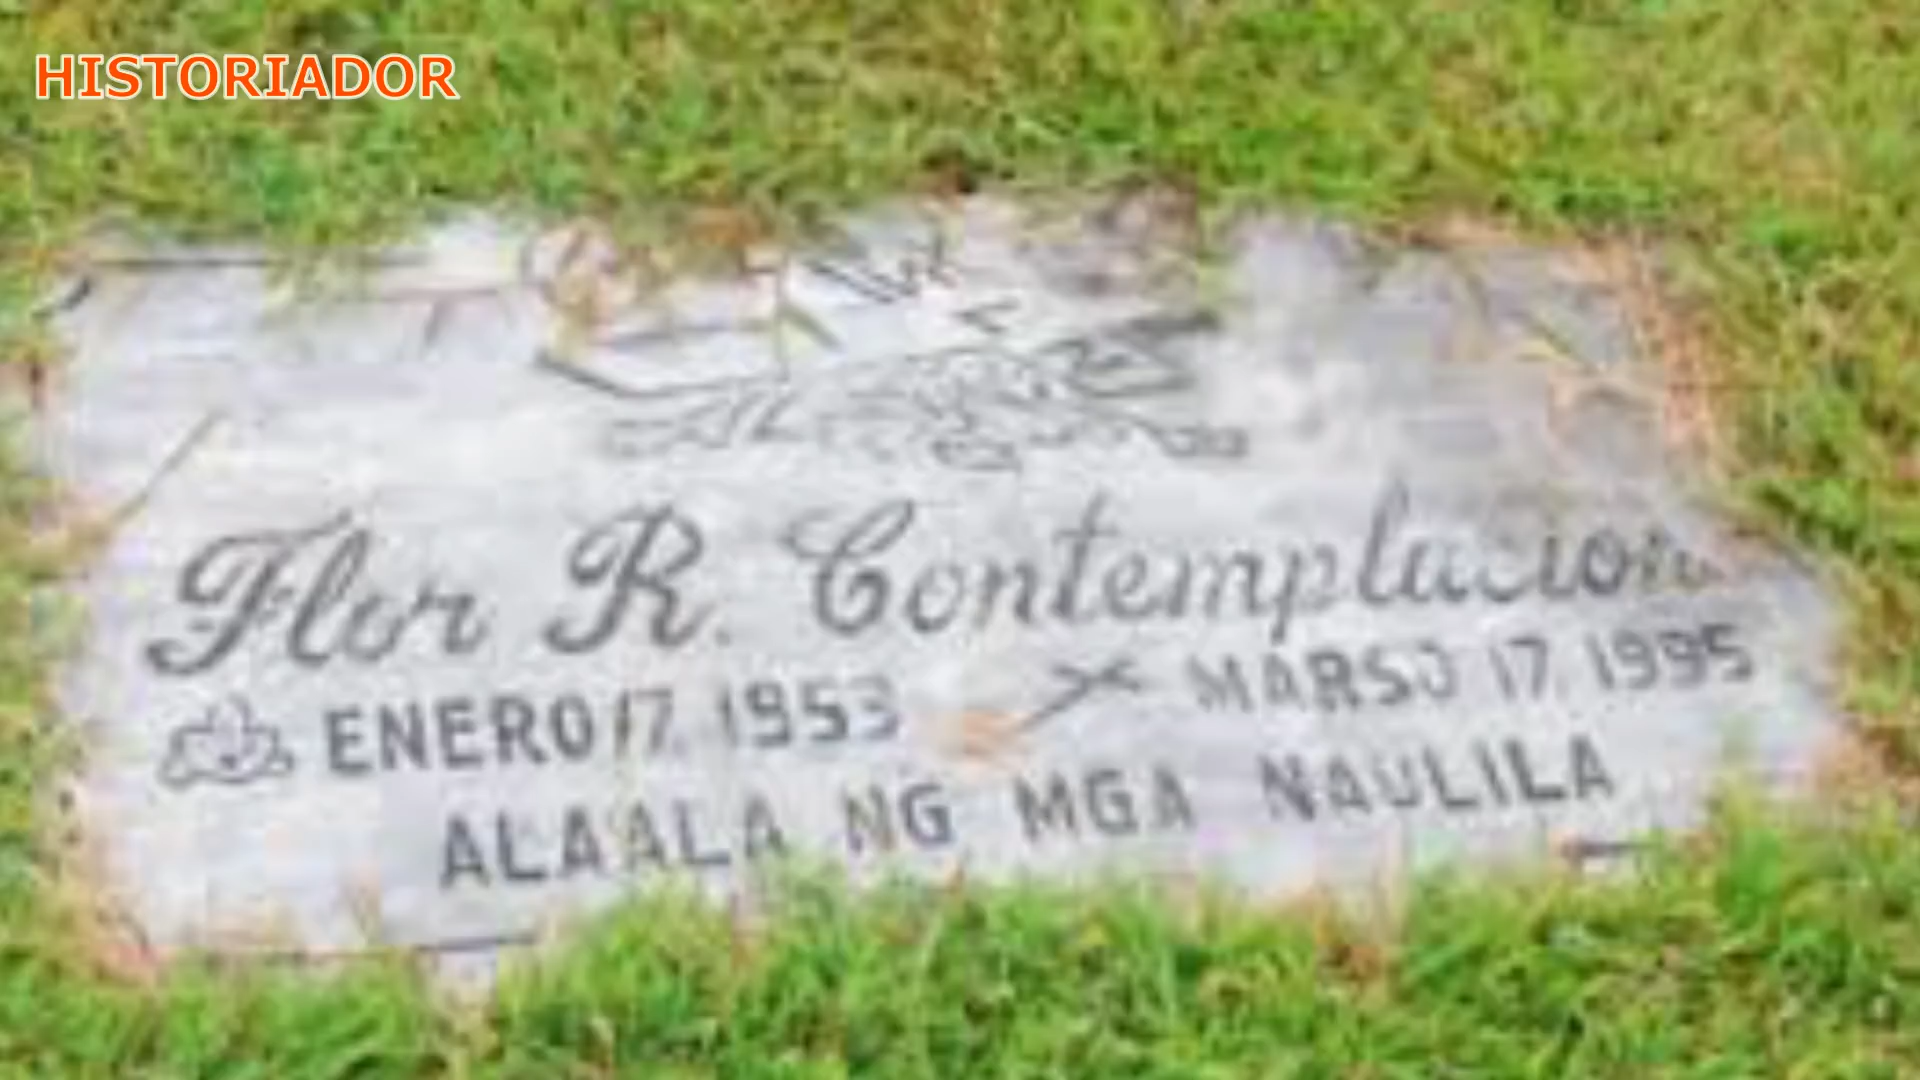 HISTORIADOR
Flor R. Contemplacion
ENERO 17, 1953 MARSO 17, 1995
ALAALA NG MGA NAULILA